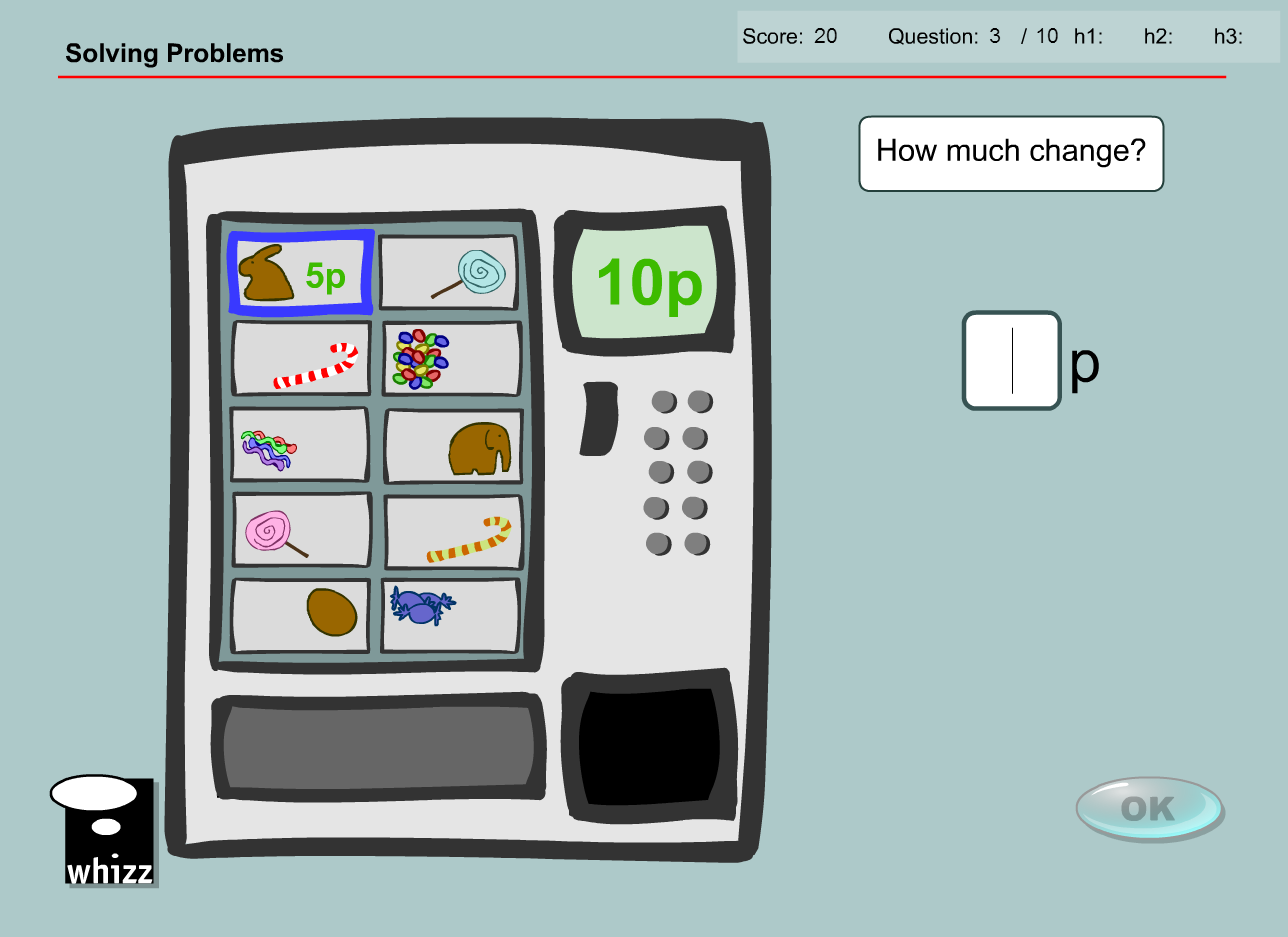 Solving Problems
Score: 20 Question: 3 / 10 h1: h2: h3:
How much change?
5p
10p
p
OK
whizz